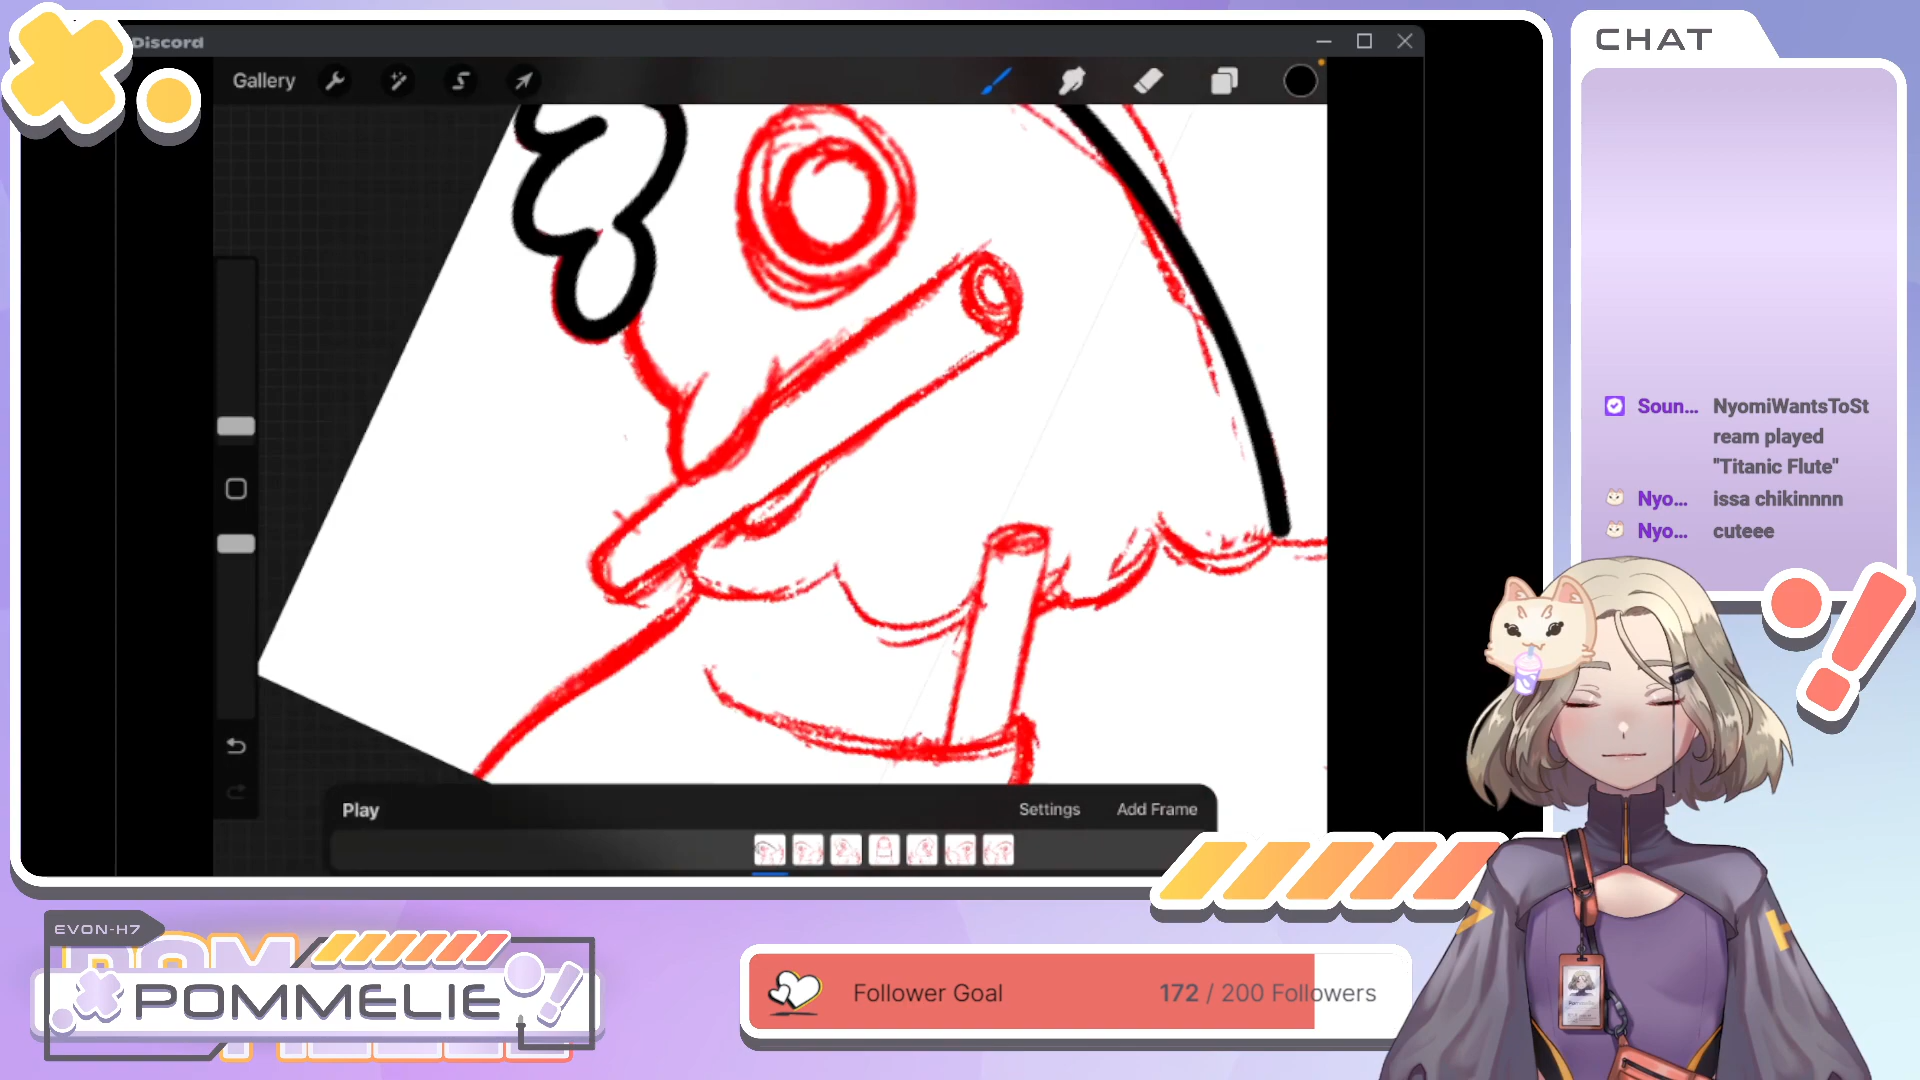 Discord
CHAT
Gallery
Soun... NyomiWantsToSt
ream played
"Titanic Flute"
Nyo... issa chikinnnn
Nyo... cuteee
Play
Settings
Add Frame
EVON-H7
POMMELIE
Follower Goal
172 / 200 Followers